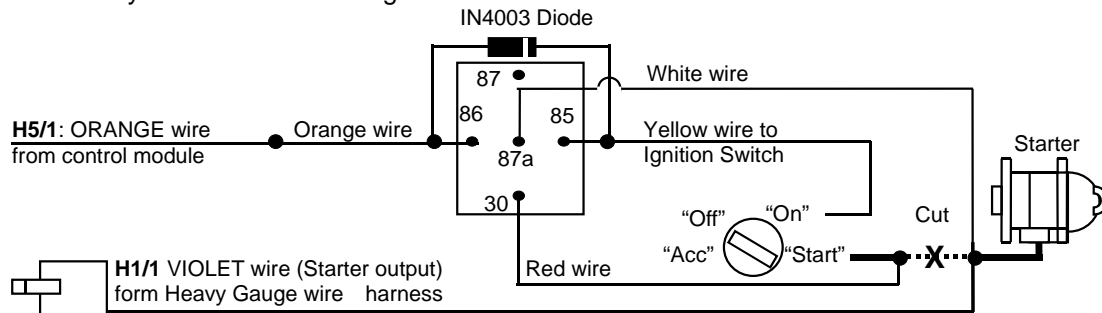 IN4003 Diode
87
White wire
86
85
H5/1: ORANGE wire
from control module
Orange wire
87a
Yellow wire to
Ignition Switch
Starter
30
“Off”
“On”
Cut
“Acc”
“Start”
X
H1/1 VIOLET wire (Starter output)
form Heavy Gauge wire harness
Red wire